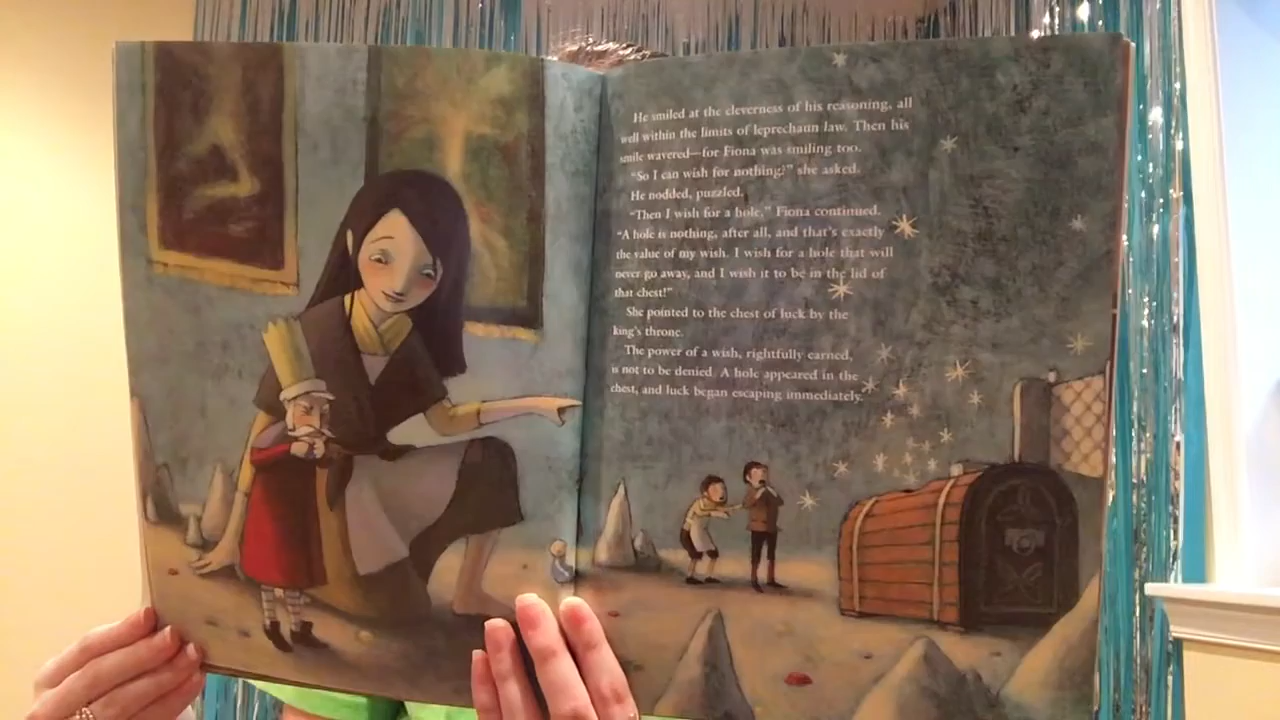 He smiled at the cleverness of his reasoning, all
well within the limits of leprechaun law. Then his
smile wavered—for Fiona was smiling too.
"So I can wish for nothing?" she asked.
He nodded, puzzled.
"Then I wish for a hole," Fiona continued.
"A hole is nothing, after all, and that's exactly
the value of my wish. I wish for a hole that will
never go away, and I wish it to be in the lid of
that chest!"
She pointed to the chest of luck by the
king's throne.
The power of a wish, rightfully earned,
is not to be denied. A hole appeared in the
chest, and luck began escaping immediately.